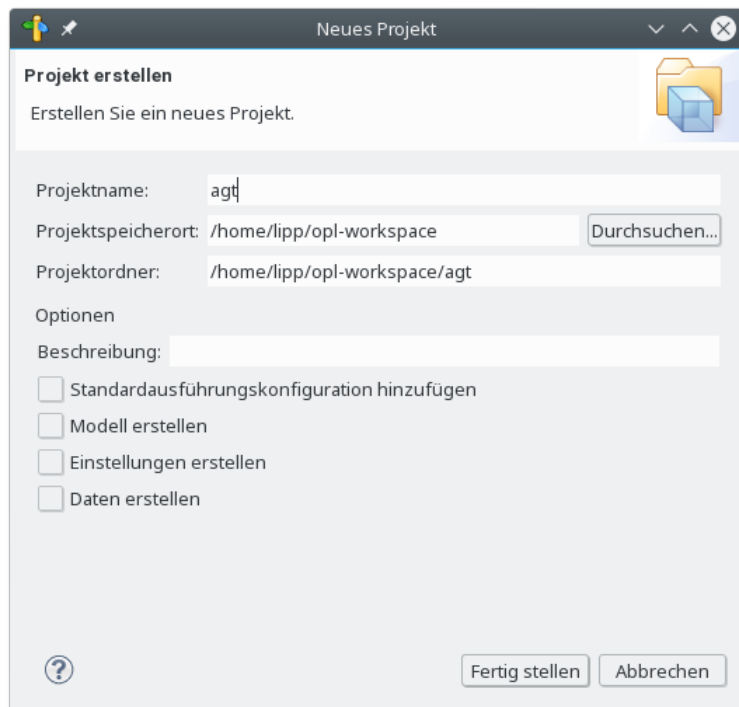 Neues Projekt
Projekt erstellen
Erstellen Sie ein neues Projekt.
Projektname: agt
Projektspeicherort: /home/lipp/opl-workspace Durchsuchen...
Projektordner: /home/lipp/opl-workspace/agt
Optionen
Beschreibung:
Standardausführungskonfiguration hinzufügen
Modell erstellen
Einstellungen erstellen
Daten erstellen
? Fertig stellen Abbrechen